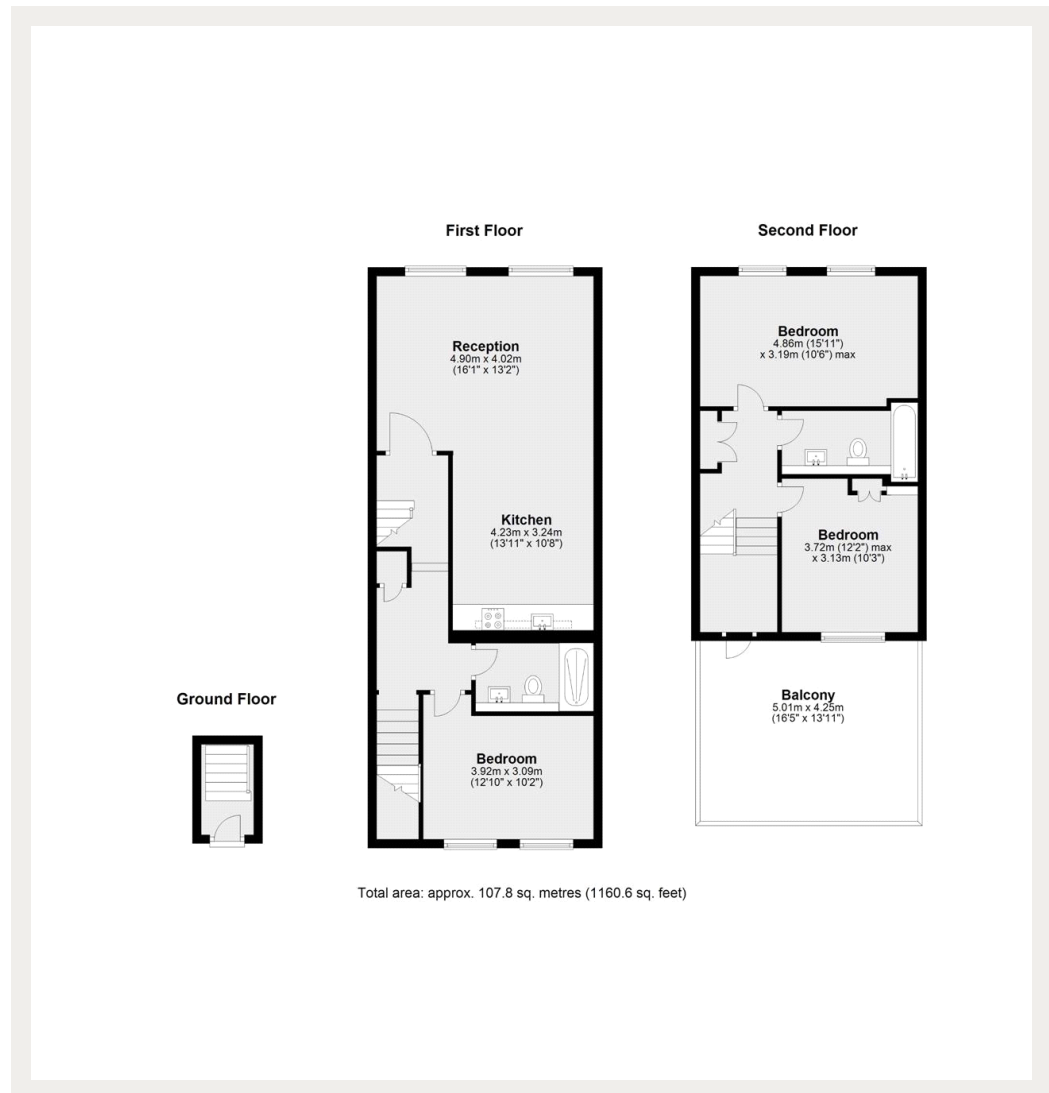 First Floor
Second Floor
Reception
4.90m x 4.02m
(16'1" x 13'2")
Bedroom
4.86m (15'11")
x 3.19m (10'6") max
Kitchen
4.23m x 3.24m
(13'11" x 10'8")
Bedroom
3.72m (12'2") max
x 3.13m (10'3")
Ground Floor
Balcony
5.01m x 4.25m
(16'5" x 13'11")
Bedroom
3.92m x 3.09m
(12'10" x 10'2")
Total area: approx. 107.8 sq. metres (1160.6 sq. feet)